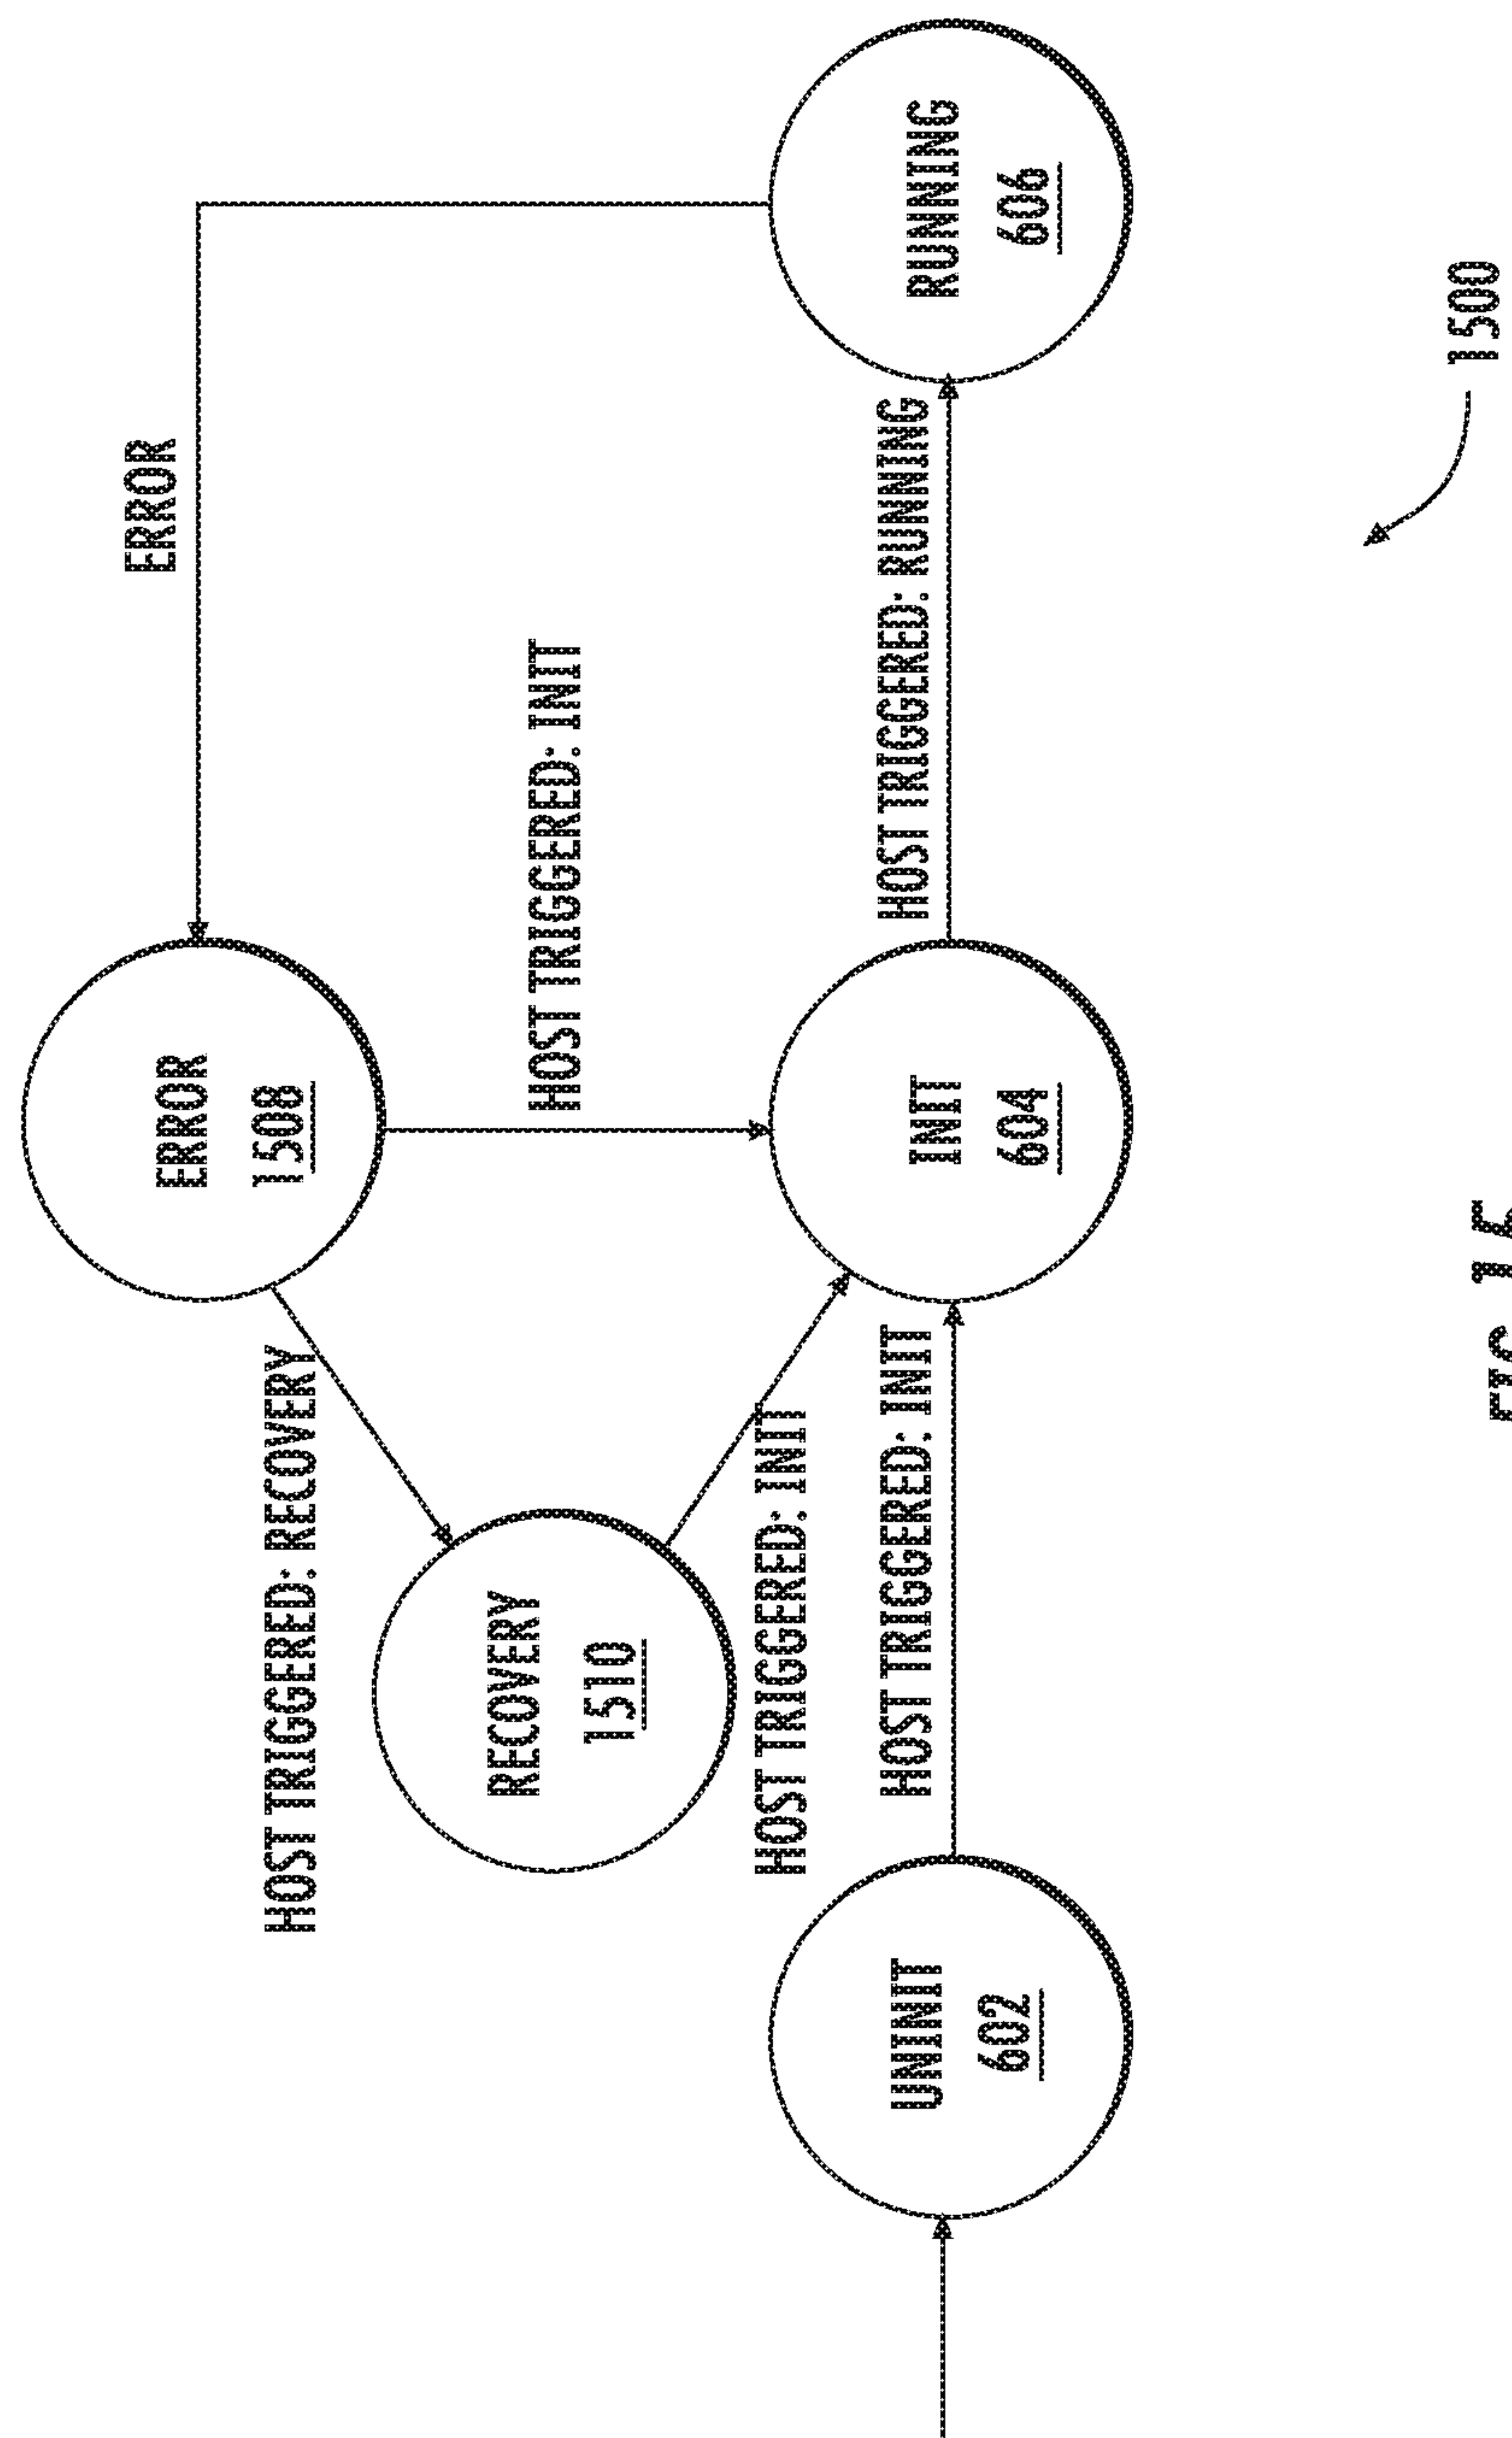 ERROR
ERROR
1508
HOST TRIGGERED: RECOVERY
RECOVERY
1510
HOST TRIGGERED: INIT
HOST TRIGGERED: INIT
HOST TRIGGERED: INIT
HOST TRIGGERED: RUNNING
UNINIT
602
INIT
604
RUNNING
606
1500
FIG. 15